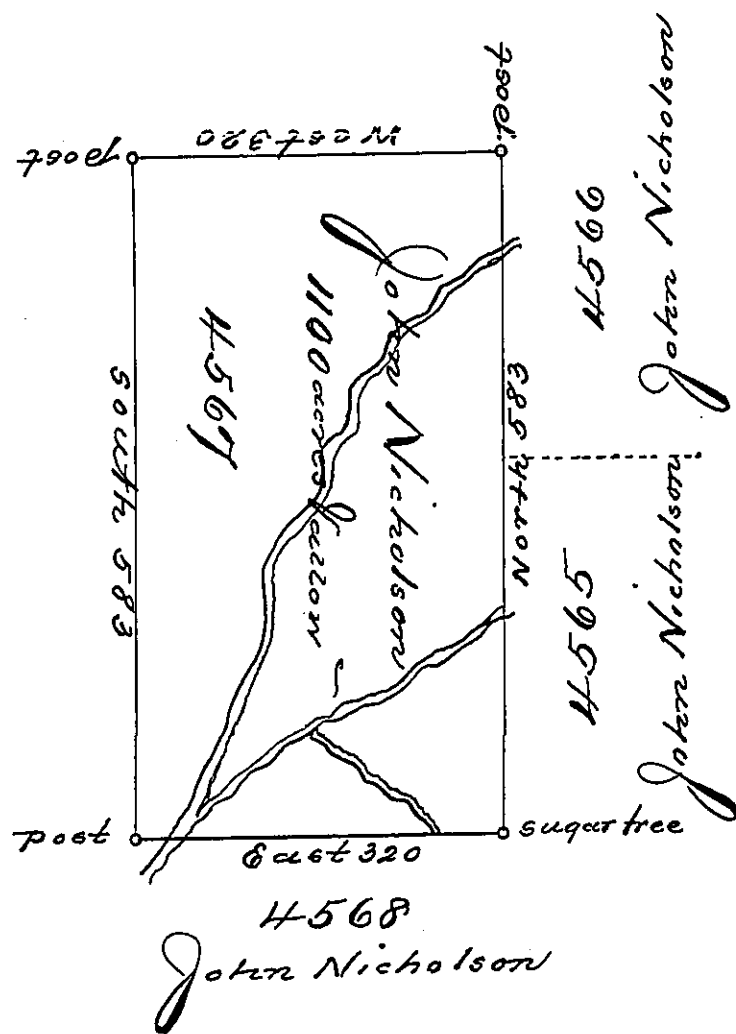 post
West 320
post
South 583
4567
1100 acres & allow
John Nicholson
North 583
4566
John Nicholson
4565
John Nicholson
post
East 320
sugar tree
4568
John Nicholson